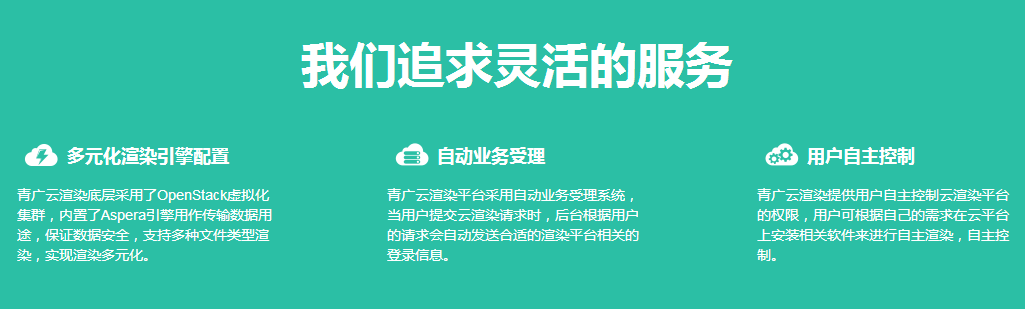 我们追求灵活的服务
多元化渲染引擎配置
青广云渲染底层采用了OpenStack虚拟化
集群，内置了Aspera引擎用作传输数据用
途，保证数据安全，支持多种文件类型渲
染，实现渲染多元化。
自动业务受理
青广云渲染平台采用自动业务受理系统，
当用户提交云渲染请求时，后台根据用户
的请求会自动发送合适的渲染平台相关的
登录信息。
用户自主控制
青广云渲染提供用户自主控制云渲染平台
的权限，用户可根据自己的需求在云平台
上安装相关软件来进行自主渲染，自主控
制。